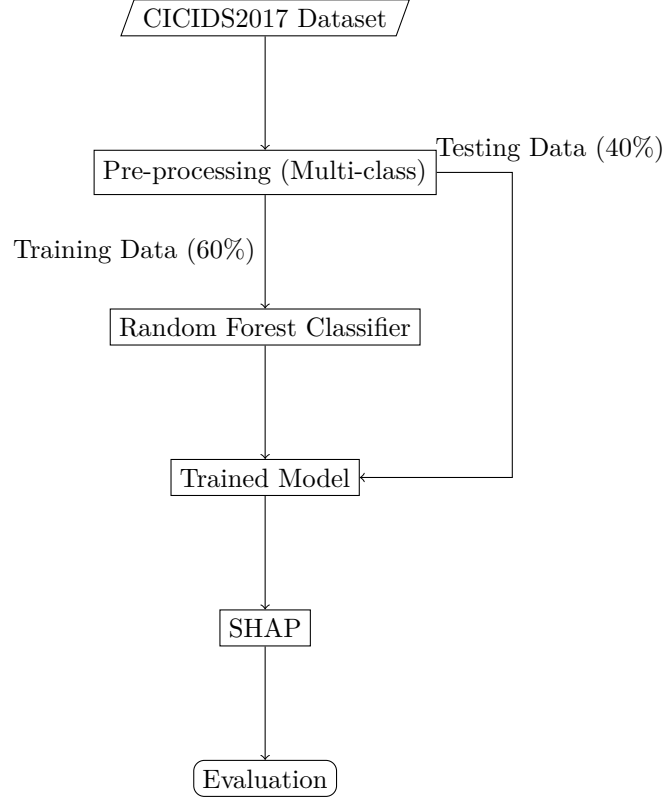 CICIDS2017 Dataset
Testing Data (40%)
Pre-processing (Multi-class)
Training Data (60%)
Random Forest Classifier
Trained Model
SHAP
Evaluation